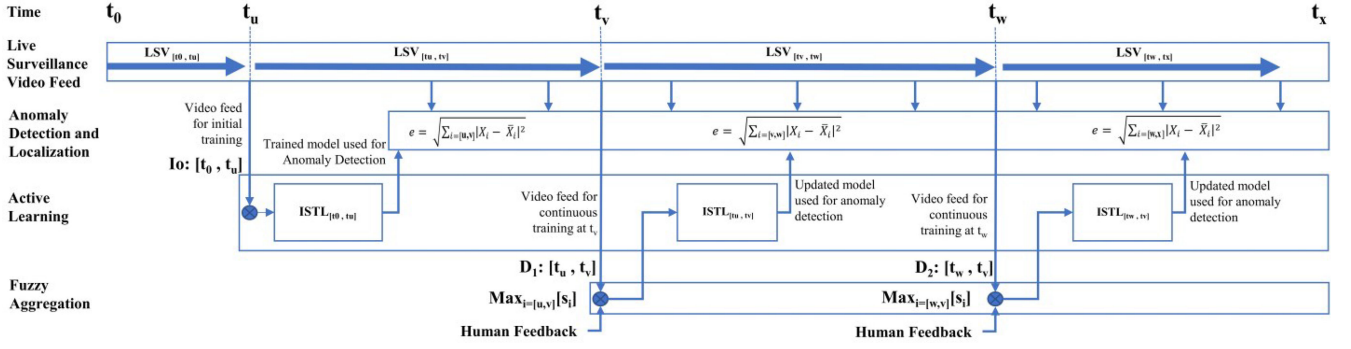 Time
t0
tu
tv
tw
tx
Live
Surveillance
Video Feed
LSV [t0 , tu]
LSV [tu , tv]
LSV [tv , tw]
LSV [tw , tx]
Anomaly
Detection and
Localization
Video feed
for initial
training
Trained model used for
Anomaly Detection
e = √∑i=[u,v]|Xi − X̄i|²
e = √∑i=[v,w]|Xi − X̄i|²
e = √∑i=[w,x]|Xi − X̄i|²
Io: [t0 , tu]
Active
Learning
ISTL[t0 , tu]
Video feed for
continuous
training at tv
ISTL[tu , tv]
Updated model
used for anomaly
detection
Video feed for
continuous
training at tw
ISTL[tw , tv]
Updated model
used for anomaly
detection
Fuzzy
Aggregation
D1: [tu , tv]
Maxi=[u,v][si]
Human Feedback
D2: [tw , tv]
Maxi=[w,v][si]
Human Feedback